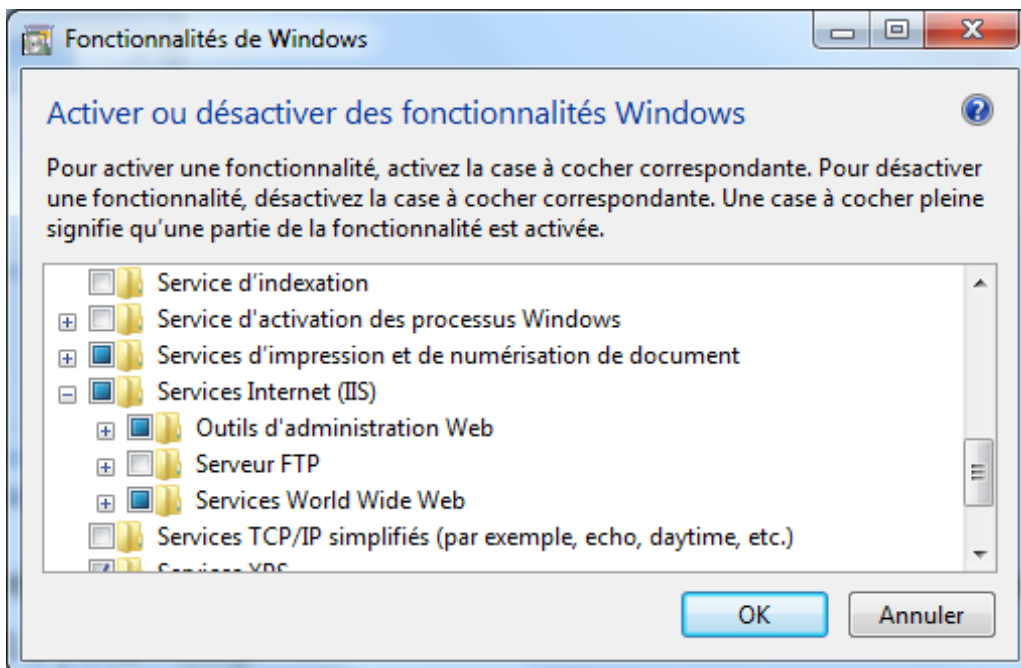 Fonctionnalités de Windows
Activer ou désactiver des fonctionnalités Windows
Pour activer une fonctionnalité, activez la case à cocher correspondante. Pour désactiver
une fonctionnalité, désactivez la case à cocher correspondante. Une case à cocher pleine
signifie qu'une partie de la fonctionnalité est activée.
Service d'indexation
Service d'activation des processus Windows
Services d'impression et de numérisation de document
Services Internet (IIS)
Outils d'administration Web
Serveur FTP
Services World Wide Web
Services TCP/IP simplifiés (par exemple, echo, daytime, etc.)
Services XPS
OK
Annuler